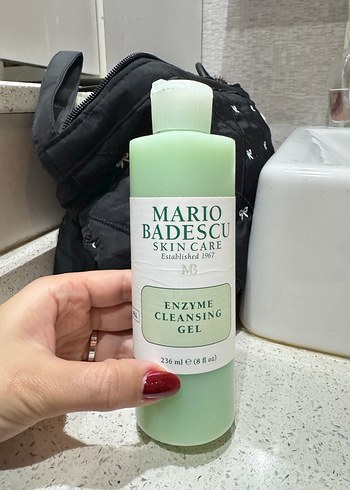 MARIO
BADESCU
SKIN CARE
Established 1967
MB
ENZYME
CLEANSING
GEL
236 ml ℮ (8 fl oz)